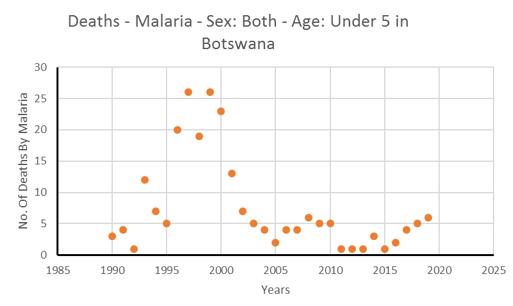 Deaths - Malaria - Sex: Both - Age: Under 5 in
Botswana
No. Of Deaths By Malaria
30
25
20
15
10
5
0
1985 1990 1995 2000 2005 2010 2015 2020 2025
Years